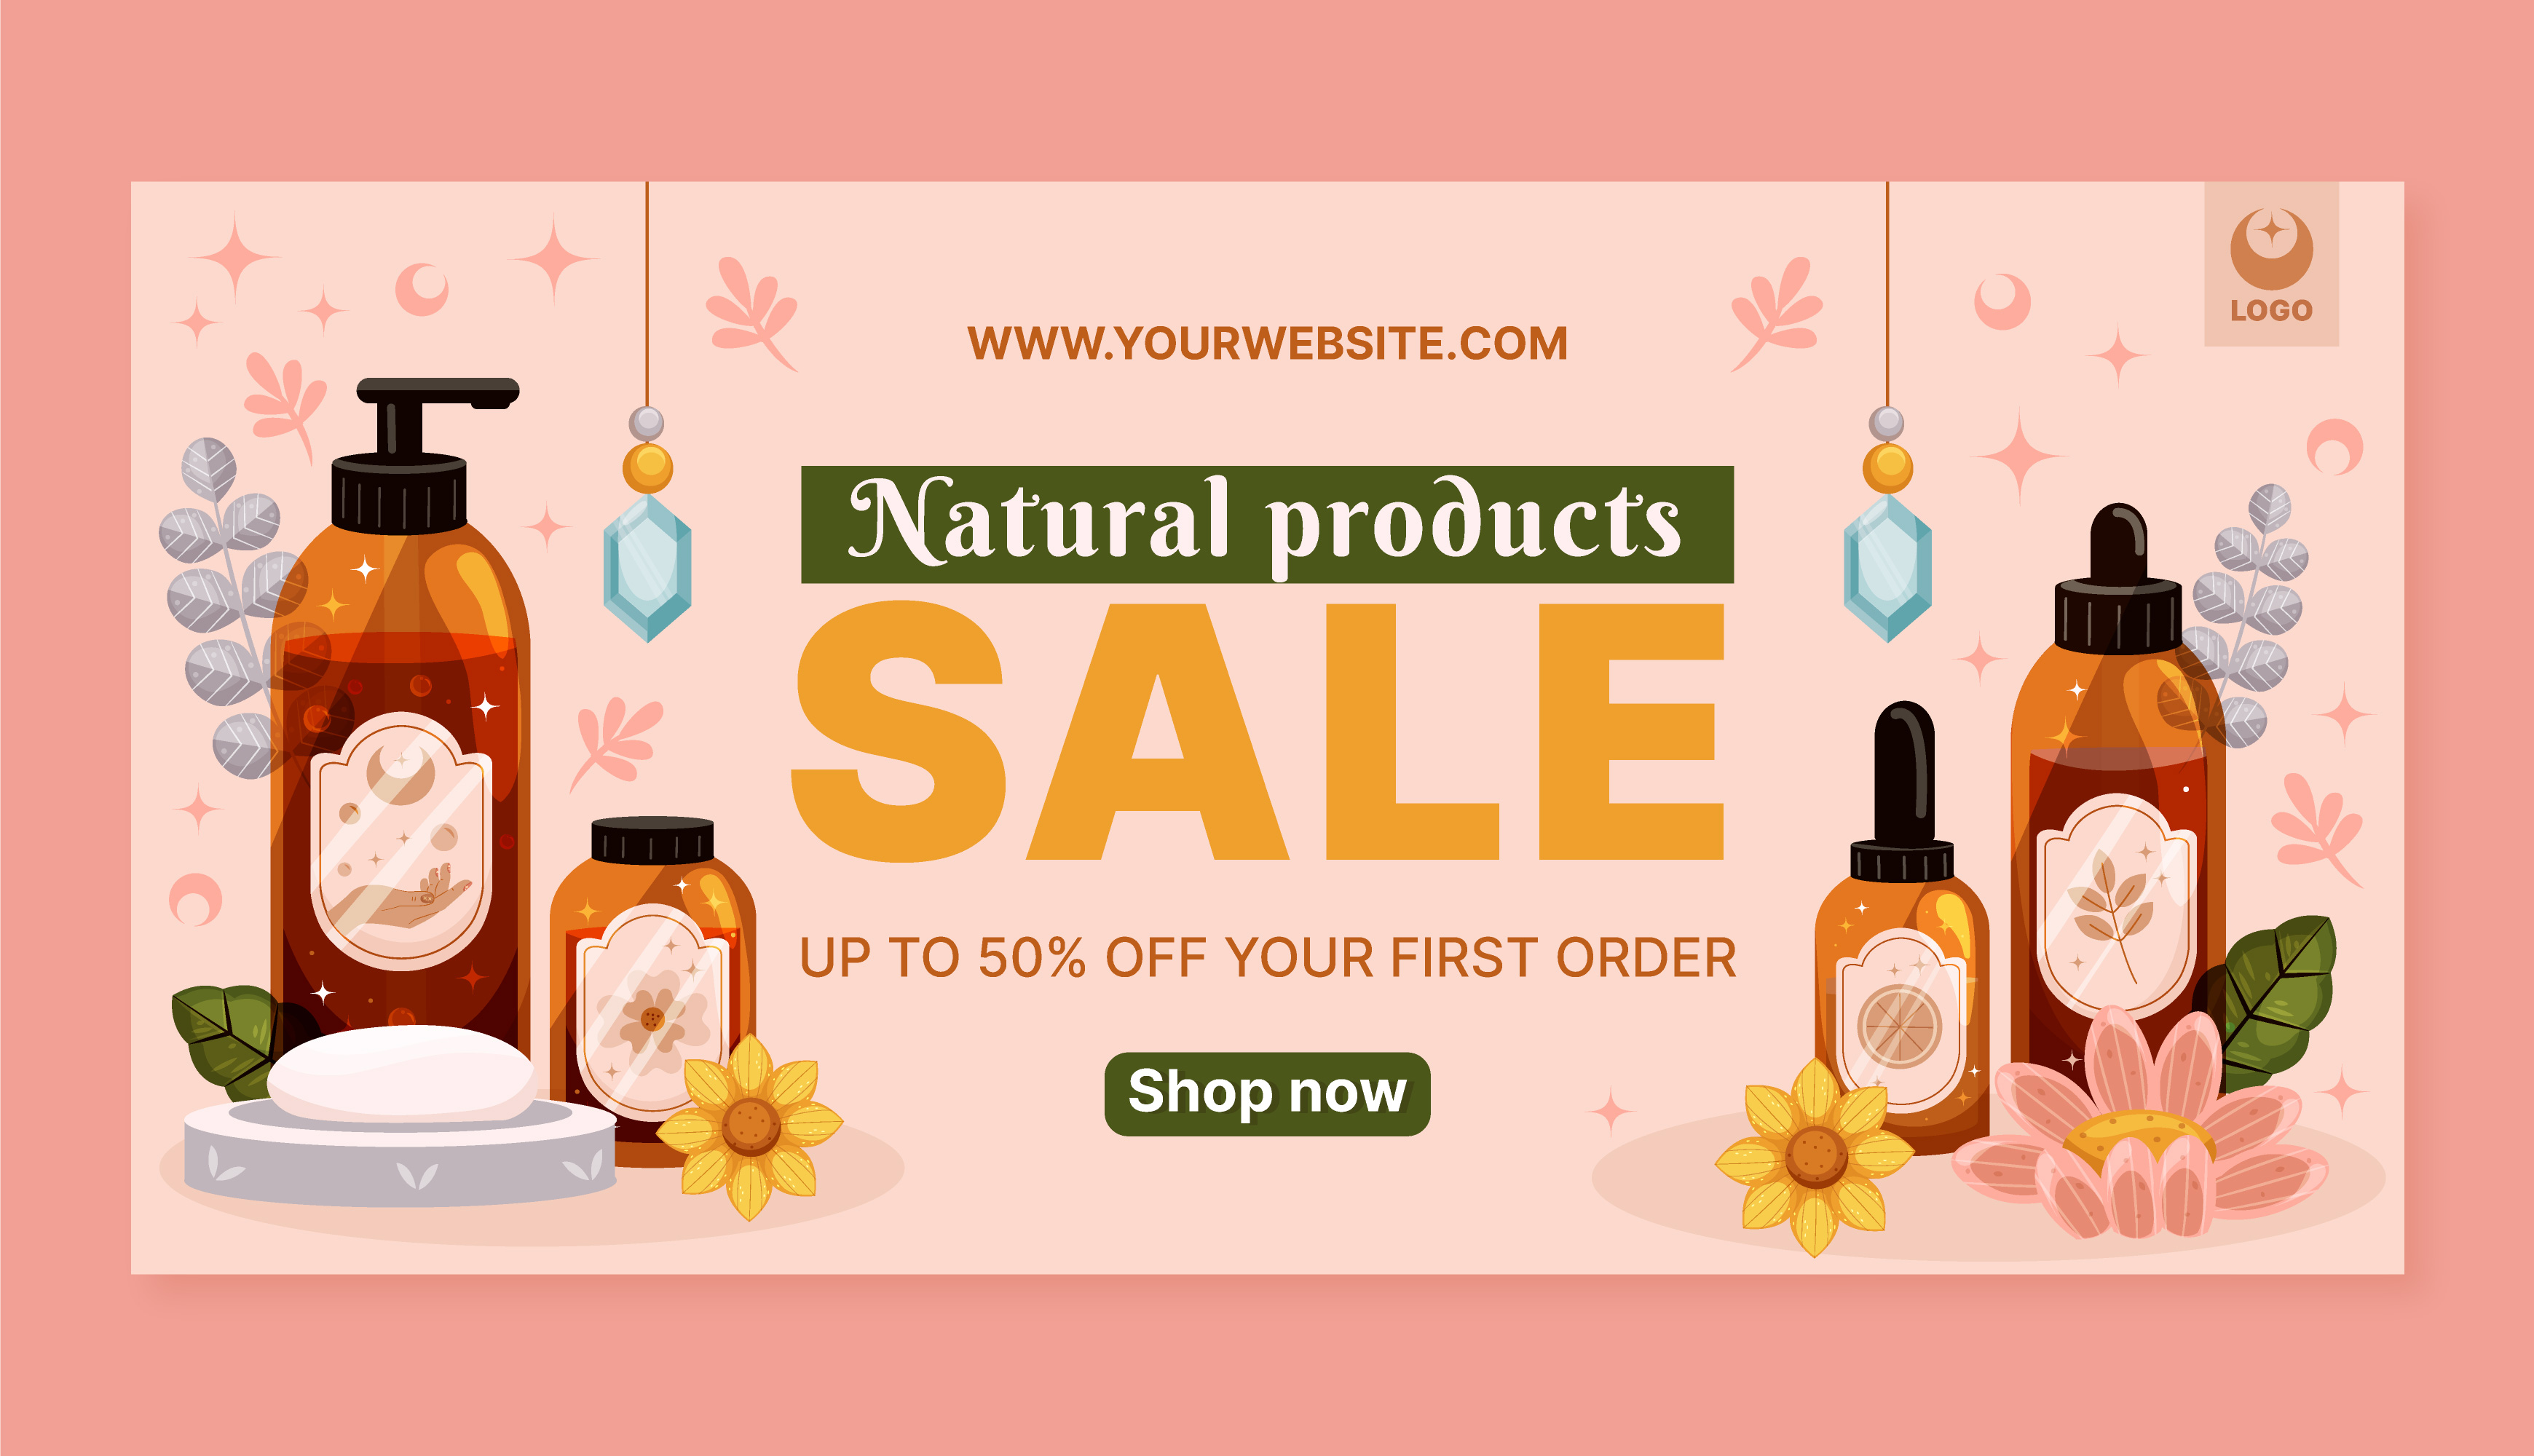 LOGO
WWW.YOURWEBSITE.COM
Natural products
SALE
UP TO 50% OFF YOUR FIRST ORDER
Shop now